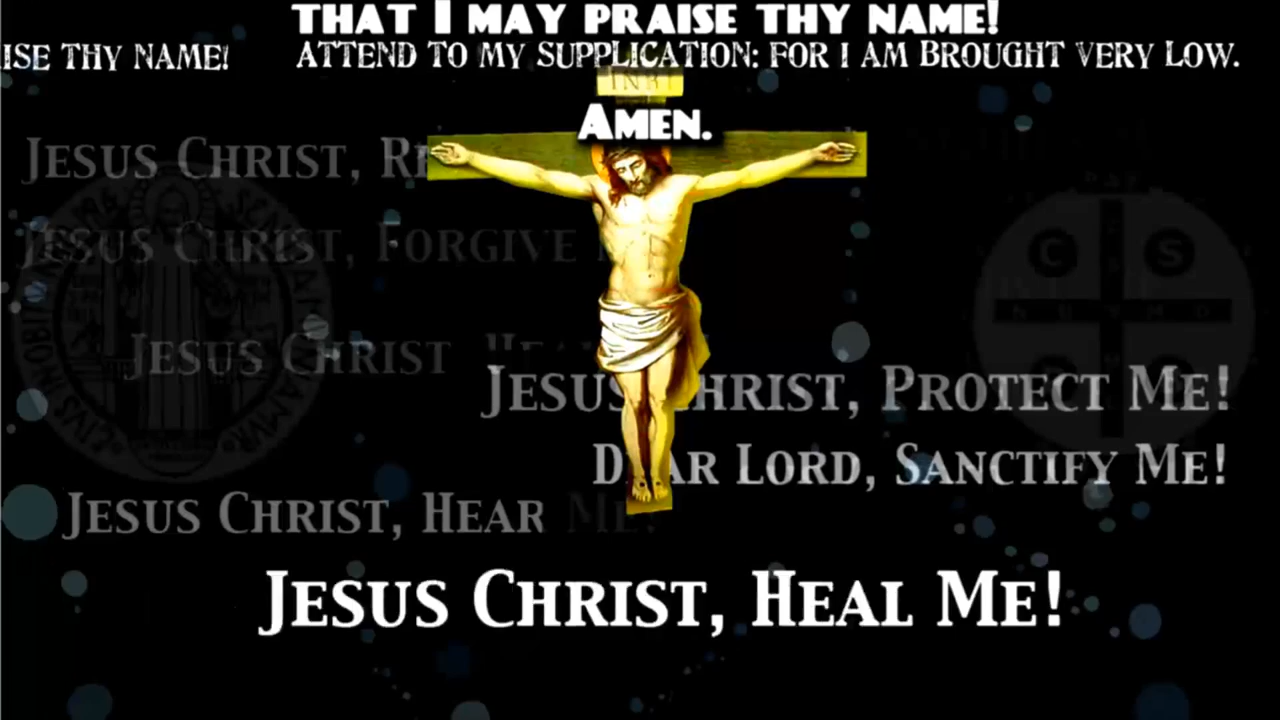 THAT I MAY PRAISE THY NAME!
ISE THY NAME! ATTEND TO MY SUPPLICATION: FOR I AM BROUGHT VERY LOW.
INRI
AMEN.
JESUS CHRIST,
JESUS CHRIST, FORGIVE
JESUS CHRIST
JESUS CHRIST, PROTECT ME!
DEAR LORD, SANCTIFY ME!
JESUS CHRIST, HEAR ME!
JESUS CHRIST, HEAL ME!
C S